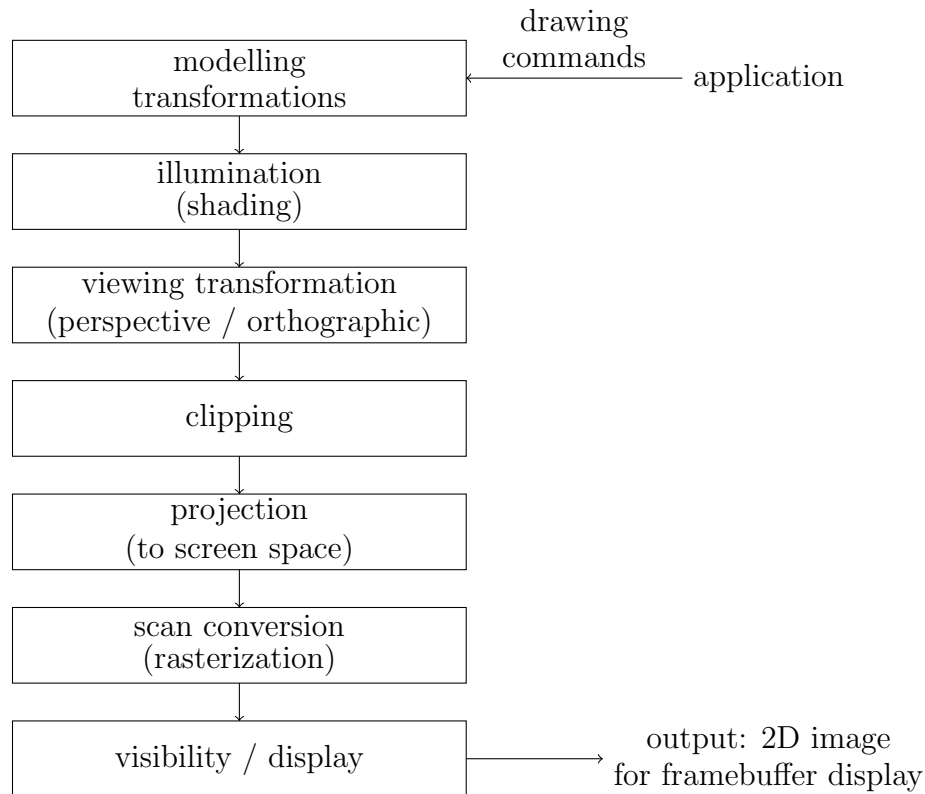 drawing
commands
application
modelling
transformations
illumination
(shading)
viewing transformation
(perspective / orthographic)
clipping
projection
(to screen space)
scan conversion
(rasterization)
visibility / display
output: 2D image
for framebuffer display